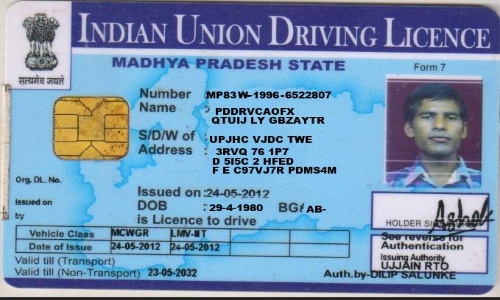 INDIAN UNION DRIVING LICENCE
सत्यमेव जयते
MADHYA PRADESH STATE
Form 7
Number MP83W-1996-6522807
Name : PDDRVCAOFX
QTUIJ LY GBZAYTR
S/D/W of : UPJHC VJDC TWE
Address : 3RVQ 76 1P7
D 5I5C 2 HFED
F E C97VJ7R PDMS4M
Org. DL. No.
Issued on
by
Issued on:24-05-2012
DOB : 29-4-1980 BG: AB-
is Licence to drive
HOLDER
Vehicle Class MCWGR LMV-NT
Date of Issue 24-05-2012 24-05-2012
Valid till (Transport)
Valid till (Non-Transport) 23-05-2032
See reverse for
Authentication
Issuing Authority
UJJAIN RTO
Auth.by-DILIP SALUNKE